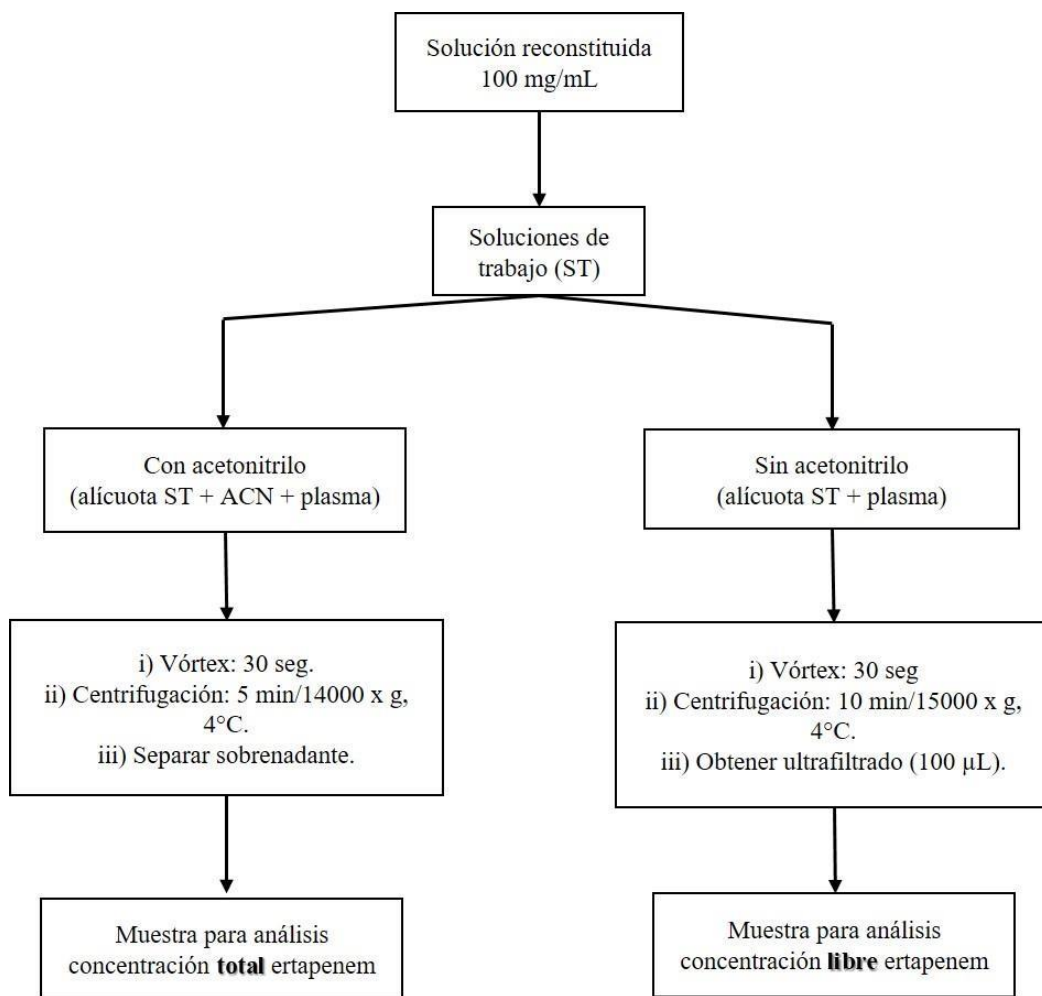 Solución reconstituida
100 mg/mL
Soluciones de
trabajo (ST)
Con acetonitrilo
(alícuota ST + ACN + plasma)
i) Vórtex: 30 seg.
ii) Centrifugación: 5 min/14000 x g,
4°C.
iii) Separar sobrenadante.
Muestra para análisis
concentración total ertapenem
Sin acetonitrilo
(alícuota ST + plasma)
i) Vórtex: 30 seg
ii) Centrifugación: 10 min/15000 x g,
4°C.
iii) Obtener ultrafiltrado (100 µL).
Muestra para análisis
concentración libre ertapenem